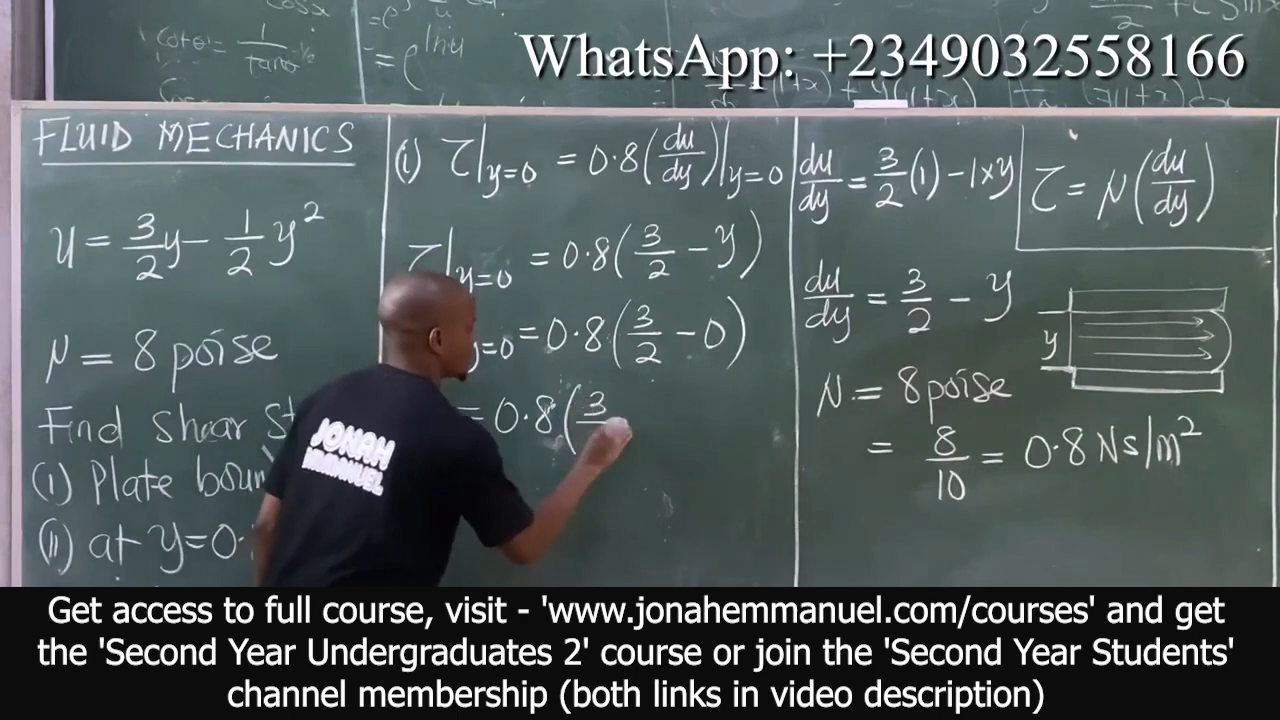 WhatsApp: +2349032558166
cot θ = 1/tan θ
= e^ln u
FLUID MECHANICS
u = 3/2 y - 1/2 y²
μ = 8 poise
Find shear
(i) Plate boun
(ii) at y=0.
(i) τ|y=0 = 0.8(du/dy)|y=0
τ|y=0 = 0.8(3/2 - y)
y=0 = 0.8(3/2 - 0)
= 0.8(3
du/dy = 3/2(1) - 1×y
du/dy = 3/2 - y
μ = 8 poise
= 8/10 = 0.8 Ns/m²
τ = μ(du/dy)
y
JONAH
EMMANUEL
Get access to full course, visit - 'www.jonahemmanuel.com/courses' and get
the 'Second Year Undergraduates 2' course or join the 'Second Year Students'
channel membership (both links in video description)